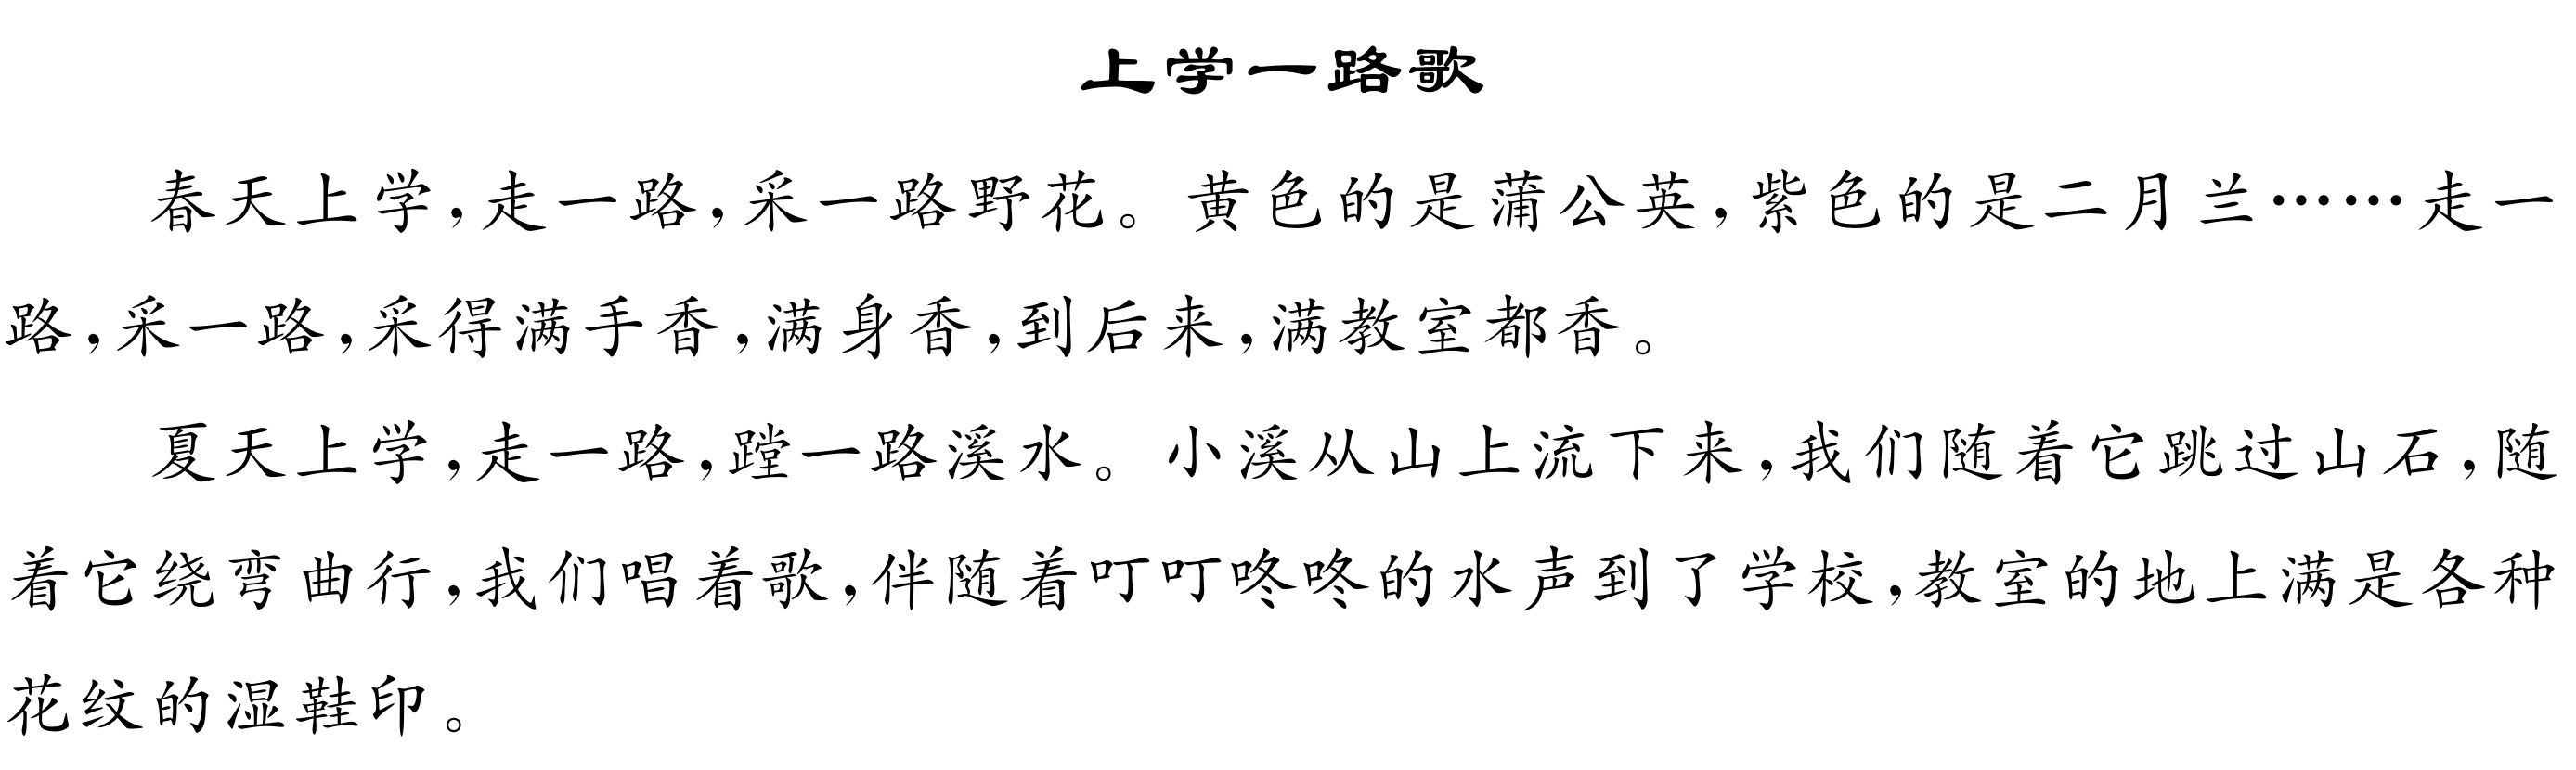 上学一路歌
春天上学,走一路,采一路野花。黄色的是蒲公英,紫色的是二月兰……走一
路,采一路,采得满手香,满身香,到后来,满教室都香。
夏天上学,走一路,蹚一路溪水。小溪从山上流下来,我们随着它跳过山石,随
着它绕弯曲行,我们唱着歌,伴随着叮叮咚咚的水声到了学校,教室的地上满是各种
花纹的湿鞋印。